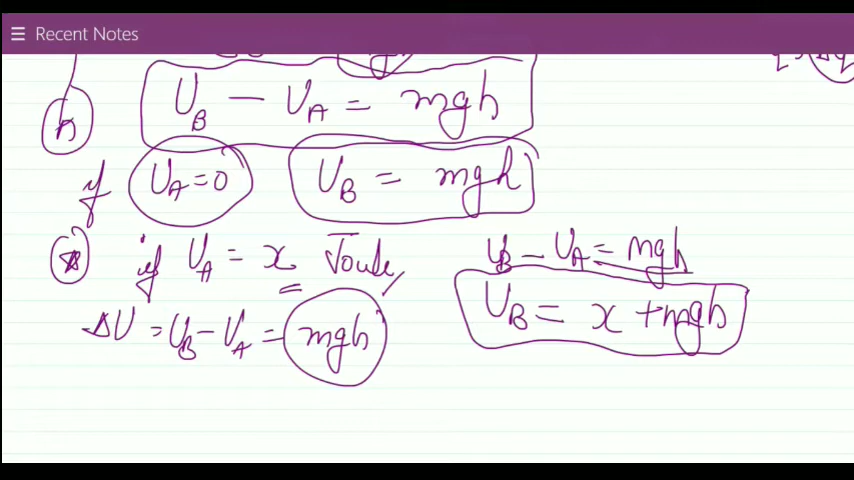 ☰ Recent Notes
U_B - U_A = mgh
h
if U_A = 0 U_B = mgh
if U_A = x Joule, U_B - U_A = mgh
U_B = x + mgh
ΔU = U_B - U_A = mgh